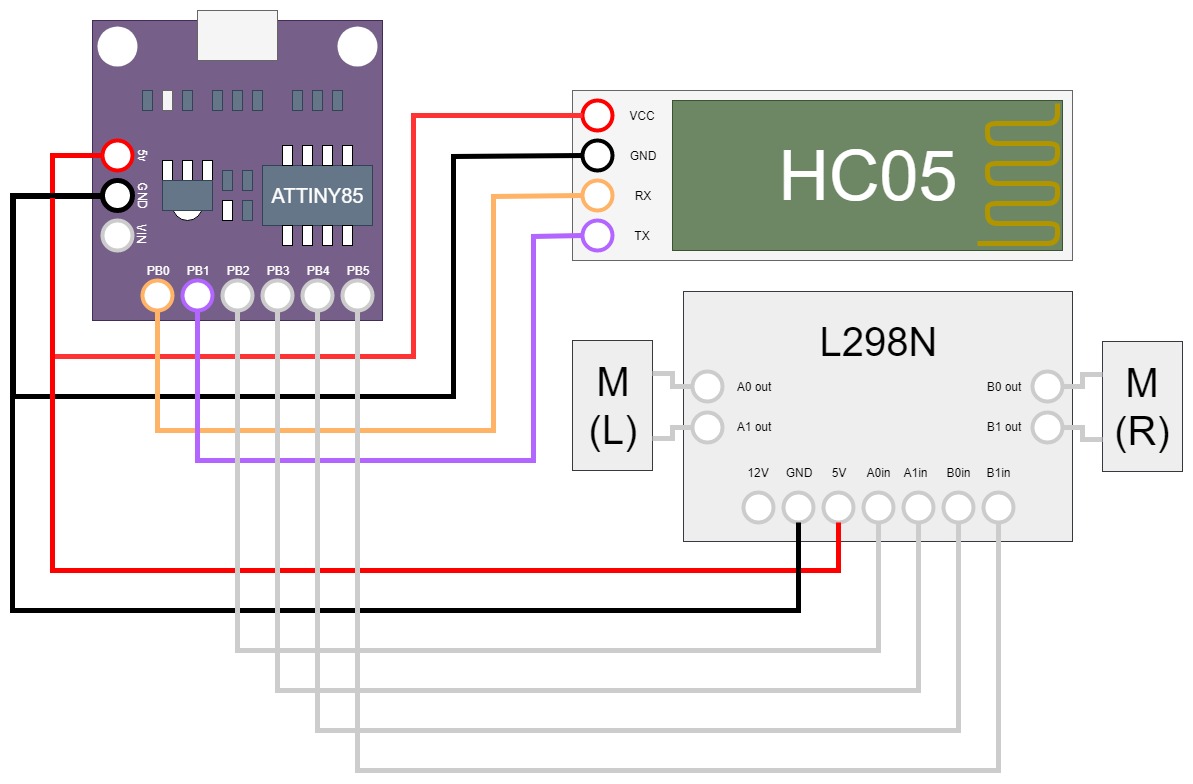 5v
GND
VIN
ATTINY85
PB0 PB1 PB2 PB3 PB4 PB5
VCC
GND
RX
TX
HC05
L298N
M
(L)
A0 out
A1 out
B0 out
B1 out
M
(R)
12V GND 5V A0in A1in B0in B1in